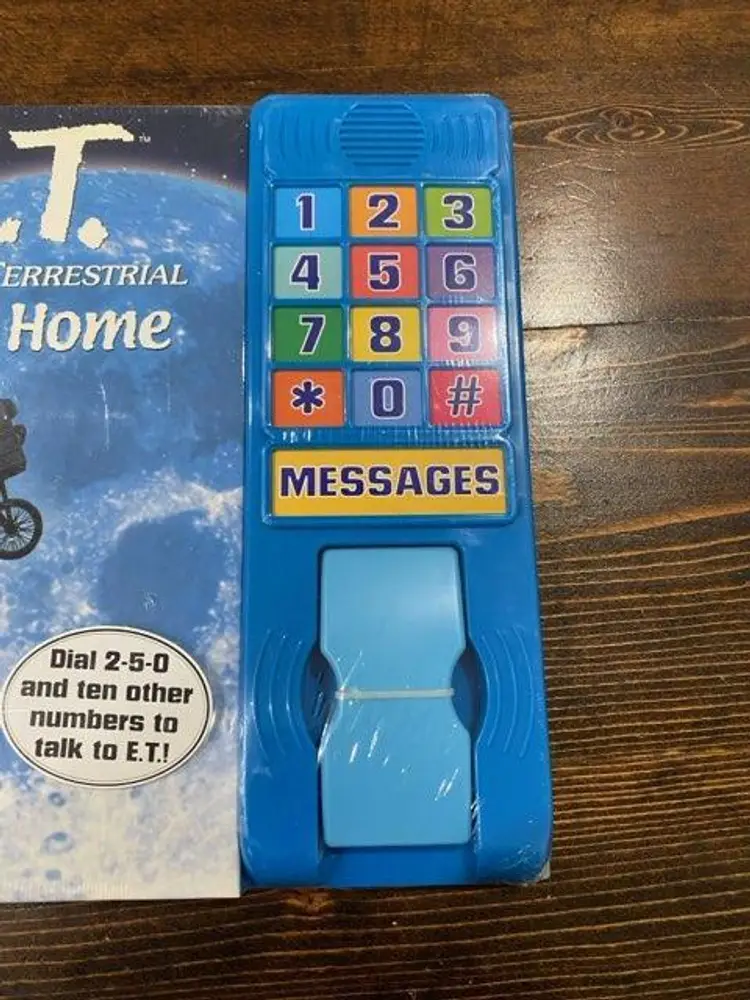 .T.™
TERRESTRIAL
Home
Dial 2-5-0
and ten other
numbers to
talk to E.T.!
1 2 3
4 5 6
7 8 9
* 0 #
MESSAGES